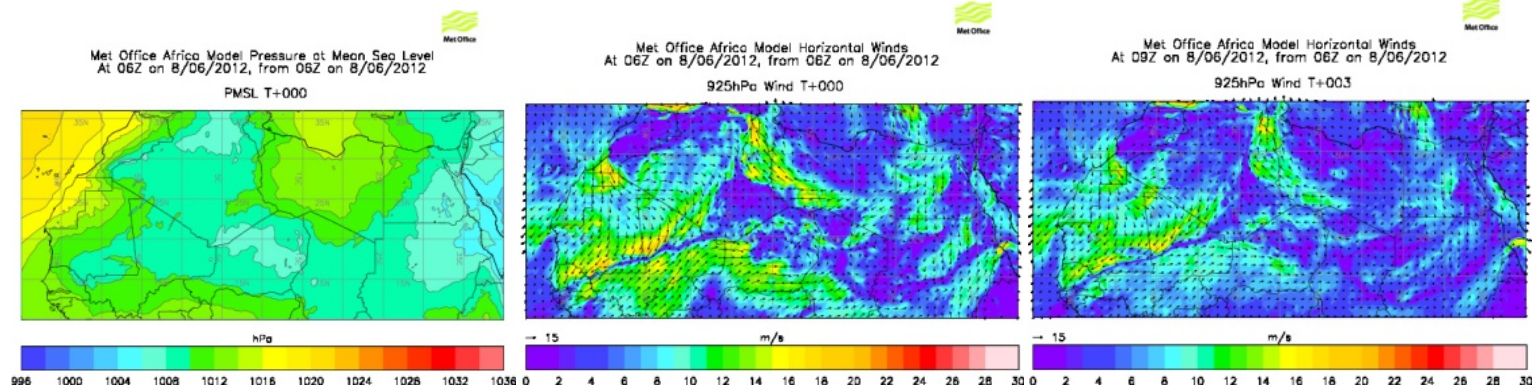 Met Office
Met Office Africa Model Pressure at Mean Sea Level
At 06Z on 8/06/2012, from 06Z on 8/06/2012
PMSL T+000
hPa
996 1000 1004 1008 1012 1016 1020 1024 1028 1032 1036
Met Office
Met Office Africa Model Horizontal Winds
At 06Z on 8/06/2012, from 06Z on 8/06/2012
925hPa Wind T+000
→ 15
m/s
0 2 4 6 8 10 12 14 16 18 20 22 24 26 28 30
Met Office
Met Office Africa Model Horizontal Winds
At 09Z on 8/06/2012, from 06Z on 8/06/2012
925hPa Wind T+003
→ 15
m/s
0 2 4 6 8 10 12 14 16 18 20 22 24 26 28 30